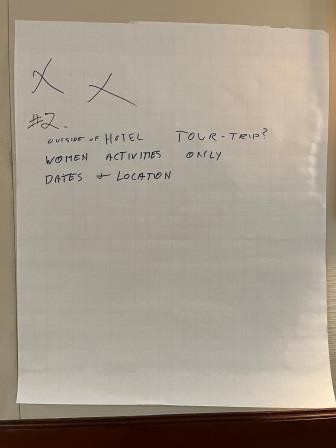 X X
#2.
OUTSIDE OF HOTEL TOUR-TRIP?
WOMEN ACTIVITIES ONLY
DATES & LOCATION